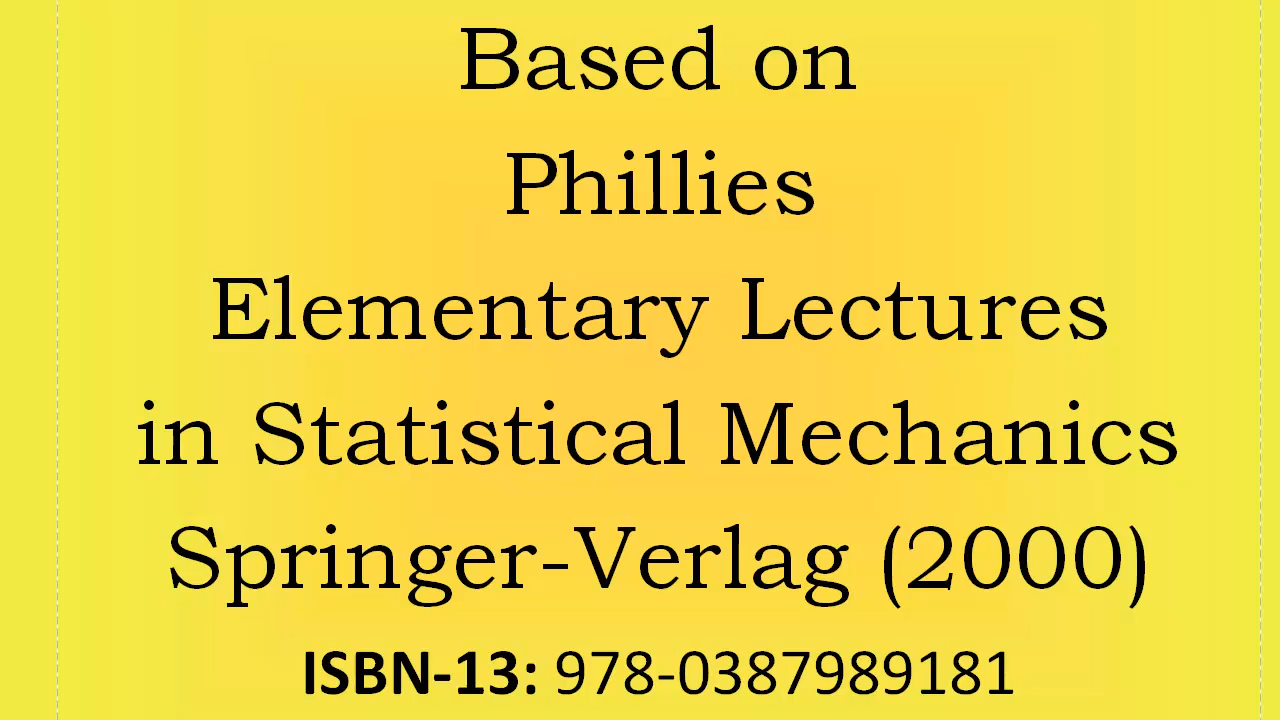 Based on
Phillies
Elementary Lectures
in Statistical Mechanics
Springer-Verlag (2000)
ISBN-13: 978-0387989181